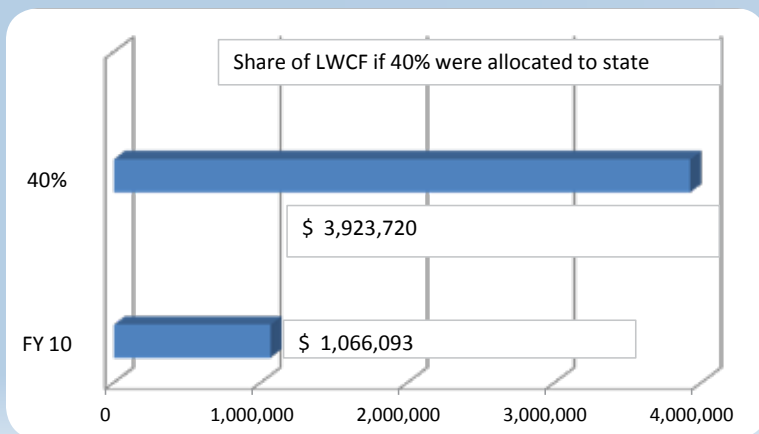 Share of LWCF if 40% were allocated to state
40%
$ 3,923,720
FY 10
$ 1,066,093
0 1,000,000 2,000,000 3,000,000 4,000,000